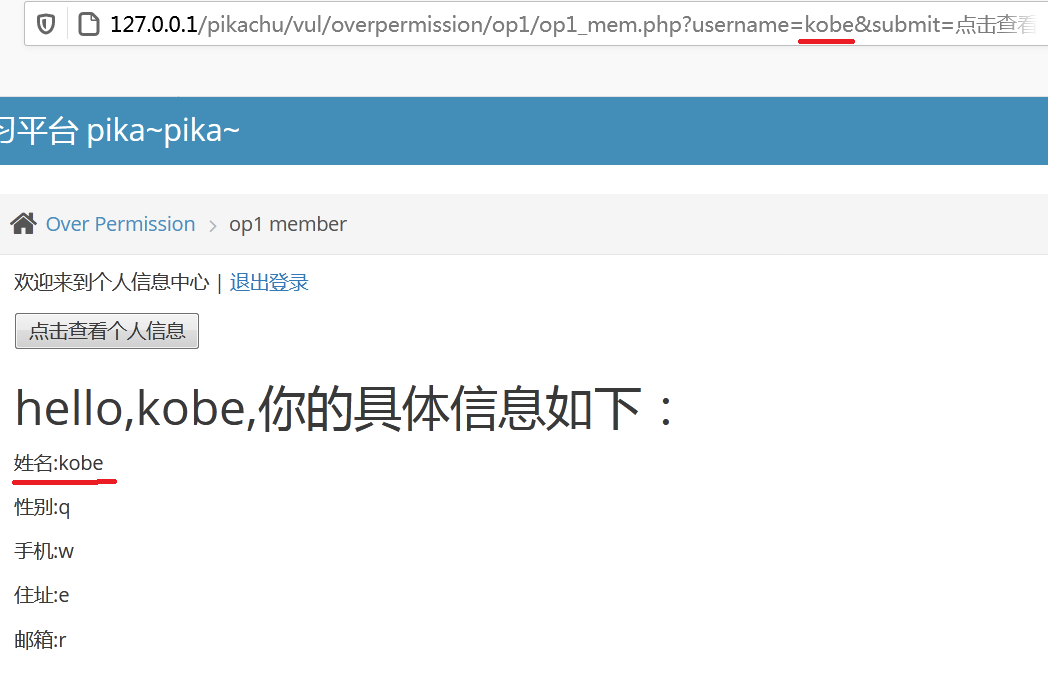 127.0.0.1/pikachu/vul/overpermission/op1/op1_mem.php?username=kobe&submit=点击查看
习平台 pika~pika~
Over Permission > op1 member
欢迎来到个人信息中心 | 退出登录
点击查看个人信息
hello,kobe,你的具体信息如下：
姓名:kobe
性别:q
手机:w
住址:e
邮箱:r